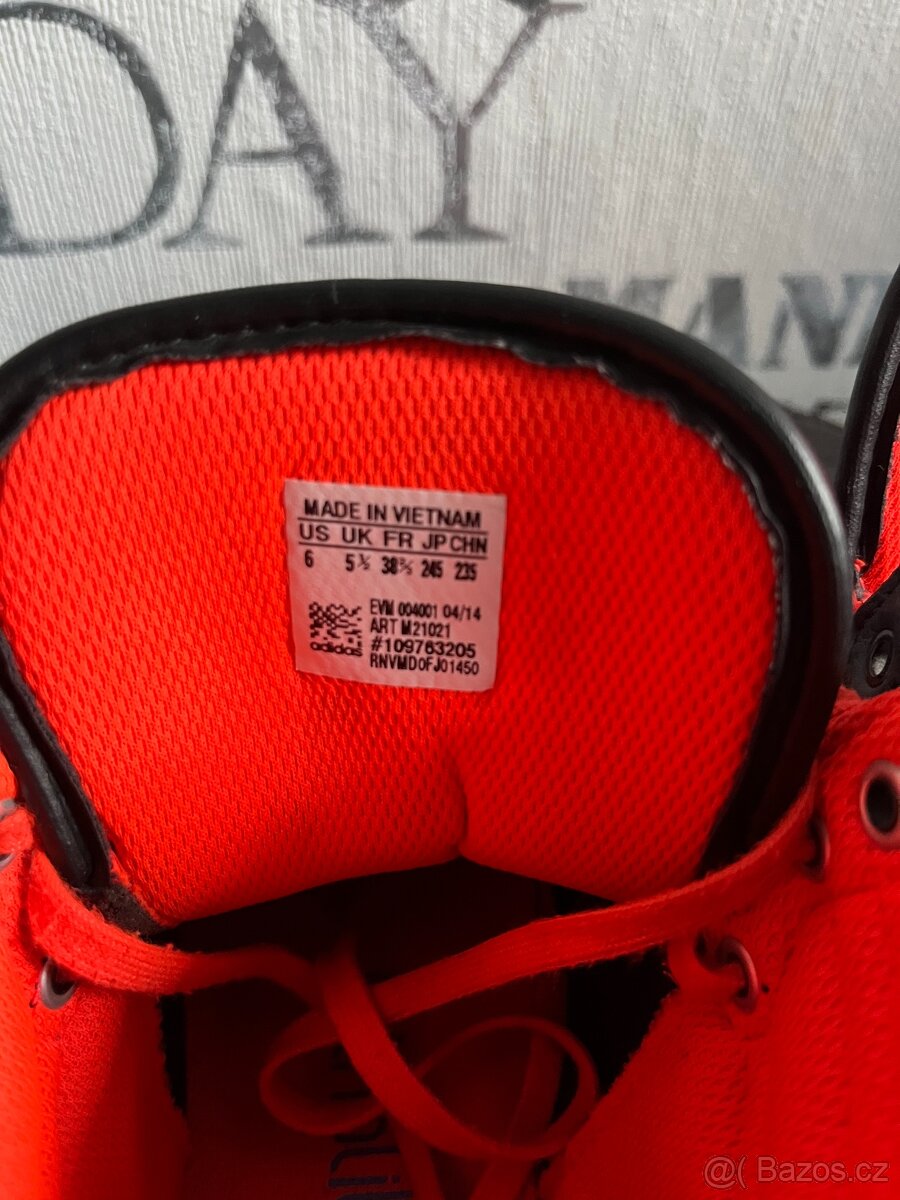 DAY
MADE IN VIETNAM
US UK FR JP CHN
6 5½ 38⅔ 245 235
EVM 004001 04/14
ART M21021
adidas #109763205
RNVMD0FJ01450
@( Bazos.cz